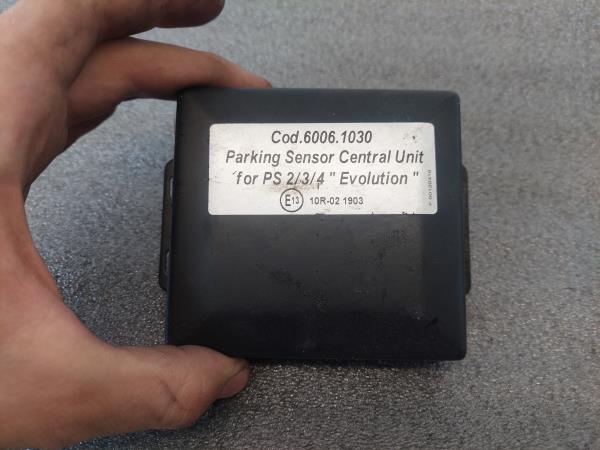 Cod.6006.1030
Parking Sensor Central Unit
for PS 2/3/4 " Evolution "
E13 10R-02 1903